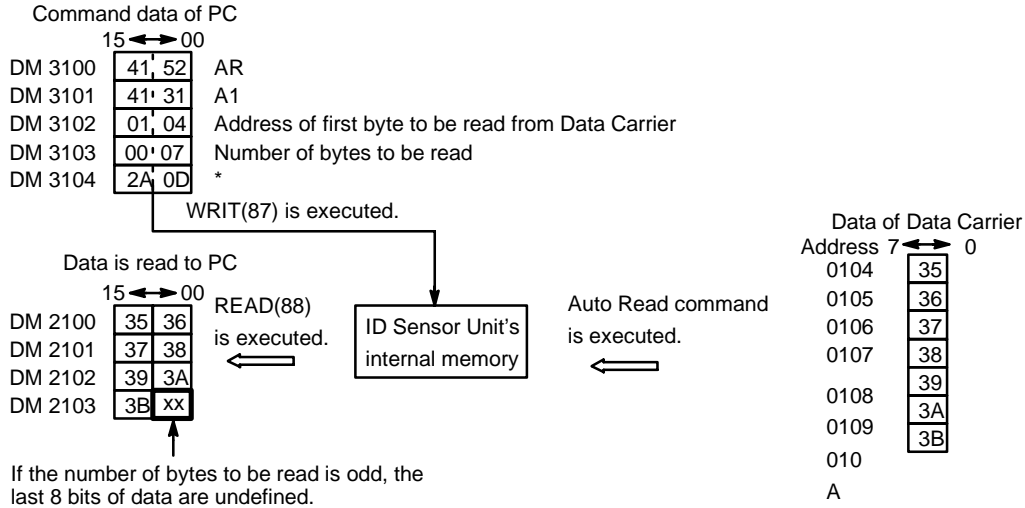 Command data of PC
15 00
DM 3100 41 52 AR
DM 3101 41 31 A1
DM 3102 01 04 Address of first byte to be read from Data Carrier
DM 3103 00 07 Number of bytes to be read
DM 3104 2A 0D *
WRIT(87) is executed.
Data is read to PC
15 00
DM 2100 35 36
DM 2101 37 38
DM 2102 39 3A
DM 2103 3B xx
READ(88)
is executed.
If the number of bytes to be read is odd, the
last 8 bits of data are undefined.
ID Sensor Unit's
internal memory
Auto Read command
is executed.
Data of Data Carrier
Address 7 0
0104 35
0105 36
0106 37
0107 38
0108 39
0109 3A
010 3B
A